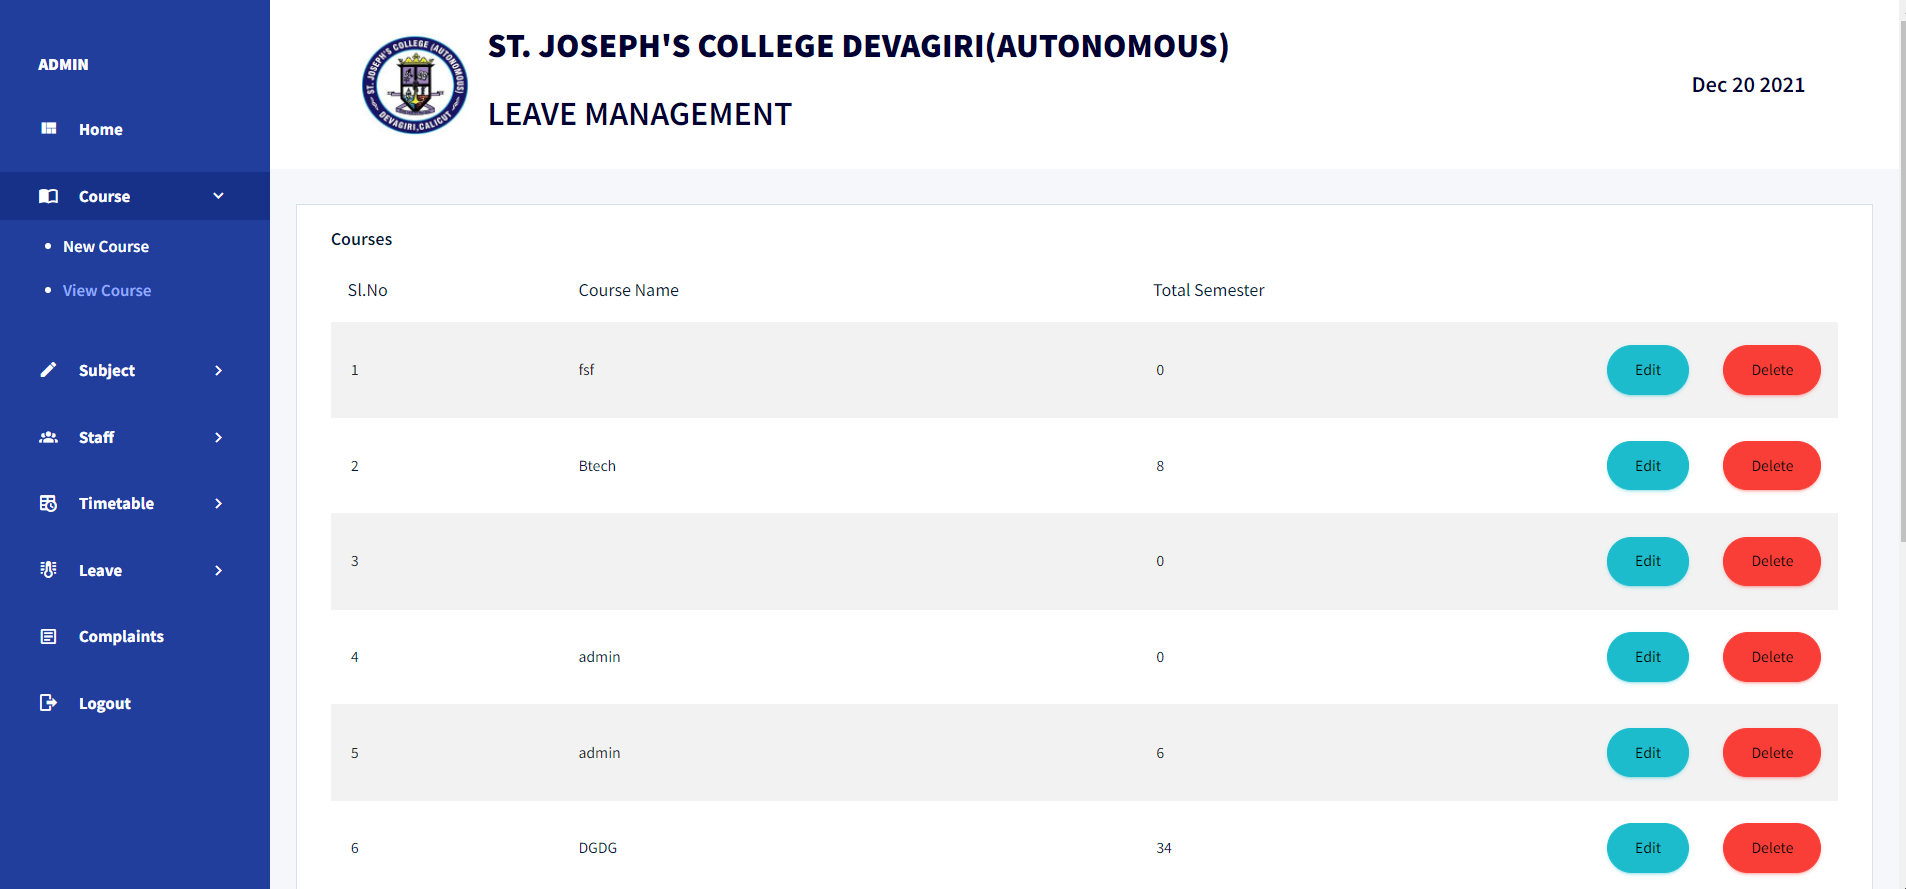 ADMIN
Home
Course
New Course
View Course
Subject
Staff
Timetable
Leave
Complaints
Logout
ST. JOSEPH'S COLLEGE (AUTONOMOUS)
DEVAGIRI, CALICUT
ST. JOSEPH'S COLLEGE DEVAGIRI(AUTONOMOUS)
LEAVE MANAGEMENT
Dec 20 2021
Courses
Sl.No Course Name Total Semester
1 fsf 0 Edit Delete
2 Btech 8 Edit Delete
3 0 Edit Delete
4 admin 0 Edit Delete
5 admin 6 Edit Delete
6 DGDG 34 Edit Delete